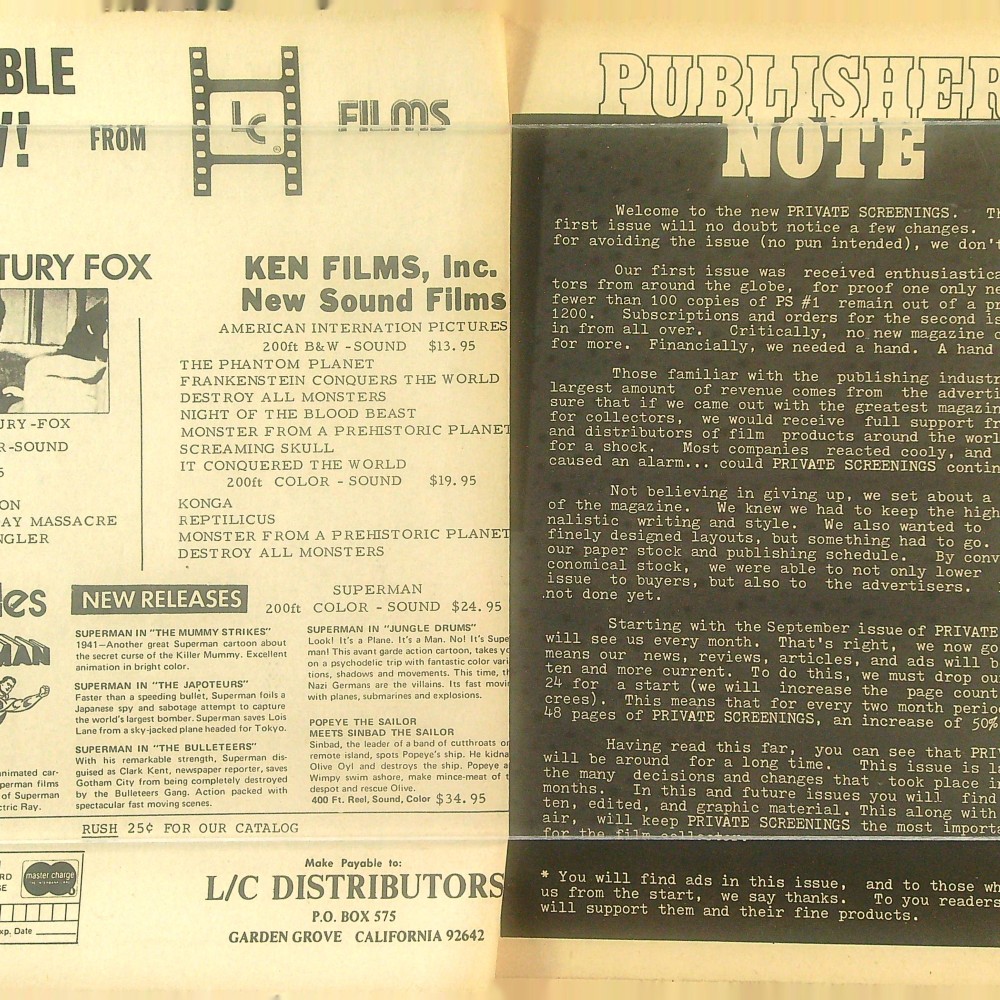 BLE
FROM
LC
FILMS
TURY FOX
URY-FOX
R-SOUND
ON
AY MASSACRE
NGLER
KEN FILMS, Inc.
New Sound Films
AMERICAN INTERNATION PICTURES
200ft B&W - SOUND $13.95
THE PHANTOM PLANET
FRANKENSTEIN CONQUERS THE WORLD
DESTROY ALL MONSTERS
NIGHT OF THE BLOOD BEAST
MONSTER FROM A PREHISTORIC PLANET
SCREAMING SKULL
IT CONQUERED THE WORLD
200ft COLOR - SOUND $19.95
KONGA
REPTILICUS
MONSTER FROM A PREHISTORIC PLANET
DESTROY ALL MONSTERS
les
MAN
NEW RELEASES
SUPERMAN
200ft COLOR - SOUND $24.95
SUPERMAN IN "THE MUMMY STRIKES"
1941—Another great Superman cartoon about
the secret curse of the Killer Mummy. Excellent
animation in bright color.
SUPERMAN IN "THE JAPOTEURS"
Faster than a speeding bullet, Superman foils a
Japanese spy and sabotage attempt to capture
the world's largest bomber. Superman saves Lois
Lane from a sky-jacked plane headed for Tokyo.
SUPERMAN IN "THE BULLETEERS"
With his remarkable strength, Superman dis-
guised as Clark Kent, newspaper reporter, saves
Gotham City from being completely destroyed
by the Bulleteers Gang. Action packed with
spectacular fast moving scenes.
SUPERMAN IN "JUNGLE DRUMS"
Look! It's a Plane. It's a Man. No! It's Supe
man! This avant garde action cartoon, takes yo
on a psychodelic trip with fantastic color vari
tions, shadows and movements. This time, th
Nazi Germans are the villains. Its fast movi
with planes, submarines and explosions.
POPEYE THE SAILOR
MEETS SINBAD THE SAILOR
Sinbad, the leader of a band of cutthroats on
remote island, spots Popeye's ship. He kidna
Olive Oyl and destroys the ship. Popeye a
Wimpy swim ashore, make mince-meat of t
despot and rescue Olive.
400 Ft. Reel, Sound, Color $34.95
nimated car-
perman films
of Superman
ctric Ray.
RUSH 25¢ FOR OUR CATALOG
RD
SE
master charge
xp. Date
Make Payable to:
L/C DISTRIBUTORS
P.O. BOX 575
GARDEN GROVE CALIFORNIA 92642
PUBLISHER
NOTE
Welcome to the new PRIVATE SCREENINGS. Th
first issue will no doubt notice a few changes.
for avoiding the issue (no pun intended), we don't
Our first issue was received enthusiastica
tors from around the globe, for proof one only ne
fewer than 100 copies of PS #1 remain out of a pr
1200. Subscriptions and orders for the second is
in from all over. Critically, no new magazine c
for more. Financially, we needed a hand. A hand
Those familiar with the publishing industr
largest amount of revenue comes from the adverti
sure that if we came out with the greatest magazin
for collectors, we would receive full support fr
and distributors of film products around the worl
for a shock. Most companies reacted cooly, and
caused an alarm... could PRIVATE SCREENINGS contin
Not believing in giving up, we set about a
of the magazine. We knew we had to keep the high
nalistic writing and style. We also wanted to
finely designed layouts, but something had to go.
our paper stock and publishing schedule. By conv
conomical stock, we were able to not only lower
issue to buyers, but also to the advertisers.
not done yet.
Starting with the September issue of PRIVATE
will see us every month. That's right, we now go
means our news, reviews, articles, and ads will b
ten and more current. To do this, we must drop ou
24 for a start (we will increase the page count
crees). This means that for every two month perio
48 pages of PRIVATE SCREENINGS, an increase of 50%
Having read this far, you can see that PRIV
will be around for a long time. This issue is la
the many decisions and changes that took place in
months. In this and future issues you will find
ten, edited, and graphic material. This along with
air, will keep PRIVATE SCREENINGS the most importa
for the film collector.
* You will find ads in this issue, and to those wh
us from the start, we say thanks. To you readers
will support them and their fine products.